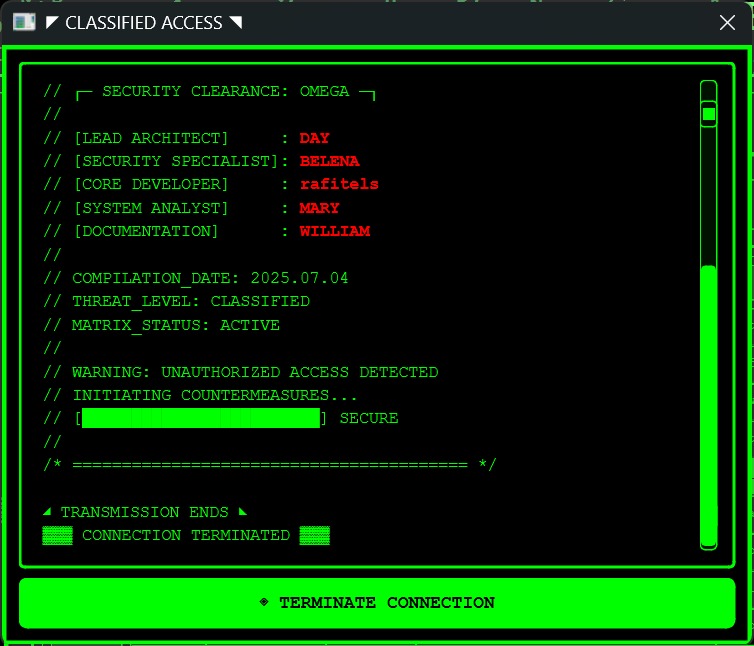 ◤ CLASSIFIED ACCESS ◥
// ┌─ SECURITY CLEARANCE: OMEGA ─┐
//
// [LEAD ARCHITECT]     : DAY
// [SECURITY SPECIALIST]: BELENA
// [CORE DEVELOPER]     : rafitels
// [SYSTEM ANALYST]     : MARY
// [DOCUMENTATION]      : WILLIAM
//
// COMPILATION_DATE: 2025.07.04
// THREAT_LEVEL: CLASSIFIED
// MATRIX_STATUS: ACTIVE
//
// WARNING: UNAUTHORIZED ACCESS DETECTED
// INITIATING COUNTERMEASURES...
// [████████████████████████] SECURE
//
/* ======================================== */
◢ TRANSMISSION ENDS ◣
▓▓▓ CONNECTION TERMINATED ▓▓▓
◈ TERMINATE CONNECTION